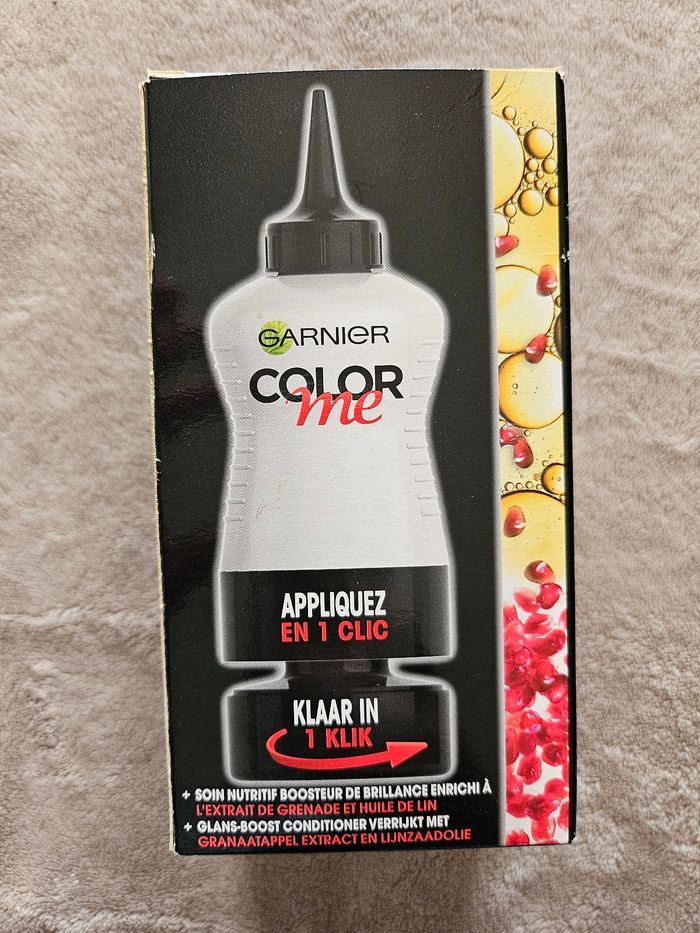 GARNIER
COLOR
me
APPLIQUEZ
EN 1 CLIC
KLAAR IN
1 KLIK
+ SOIN NUTRITIF BOOSTEUR DE BRILLANCE ENRICHI À
L'EXTRAIT DE GRENADE ET HUILE DE LIN
+ GLANS-BOOST CONDITIONER VERRIJKT MET
GRANAATAPPEL EXTRACT EN LIJNZAADOLIE